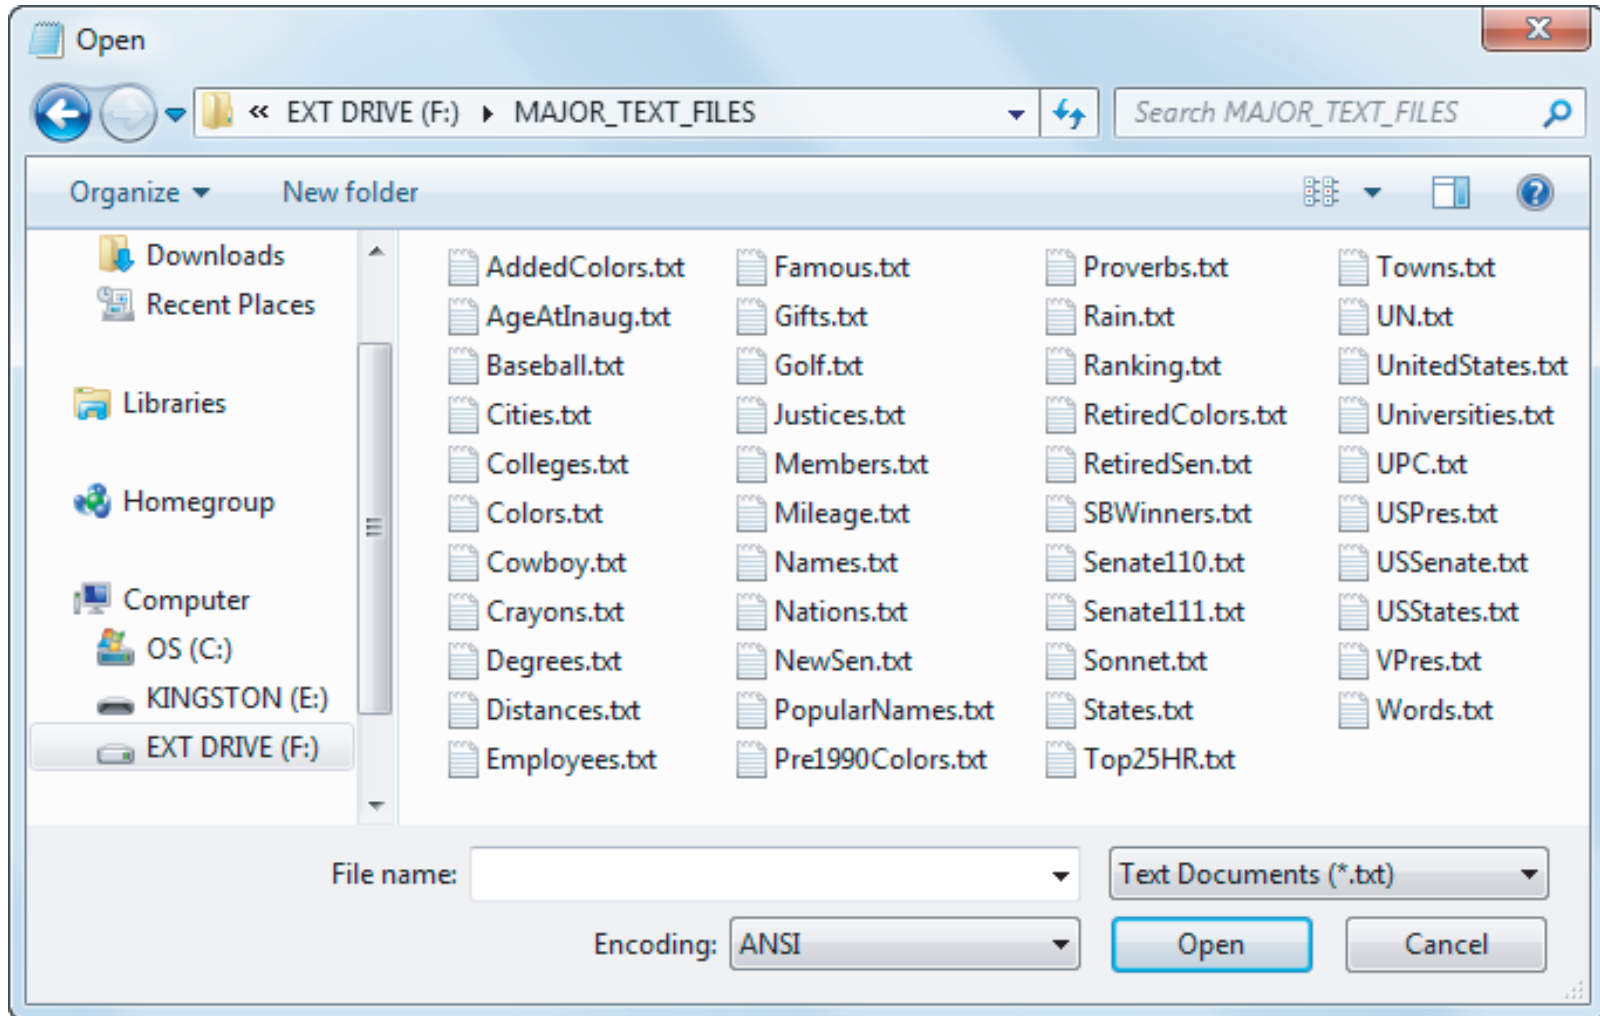 Open
« EXT DRIVE (F:) MAJOR_TEXT_FILES
Search MAJOR_TEXT_FILES
Organize New folder
Downloads
Recent Places
Libraries
Homegroup
Computer
OS (C:)
KINGSTON (E:)
EXT DRIVE (F:)
AddedColors.txt
AgeAtInaug.txt
Baseball.txt
Cities.txt
Colleges.txt
Colors.txt
Cowboy.txt
Crayons.txt
Degrees.txt
Distances.txt
Employees.txt
Famous.txt
Gifts.txt
Golf.txt
Justices.txt
Members.txt
Mileage.txt
Names.txt
Nations.txt
NewSen.txt
PopularNames.txt
Pre1990Colors.txt
Proverbs.txt
Rain.txt
Ranking.txt
RetiredColors.txt
RetiredSen.txt
SBWinners.txt
Senate110.txt
Senate111.txt
Sonnet.txt
States.txt
Top25HR.txt
Towns.txt
UN.txt
UnitedStates.txt
Universities.txt
UPC.txt
USPres.txt
USSenate.txt
USStates.txt
VPres.txt
Words.txt
File name:
Text Documents (*.txt)
Encoding: ANSI
Open
Cancel